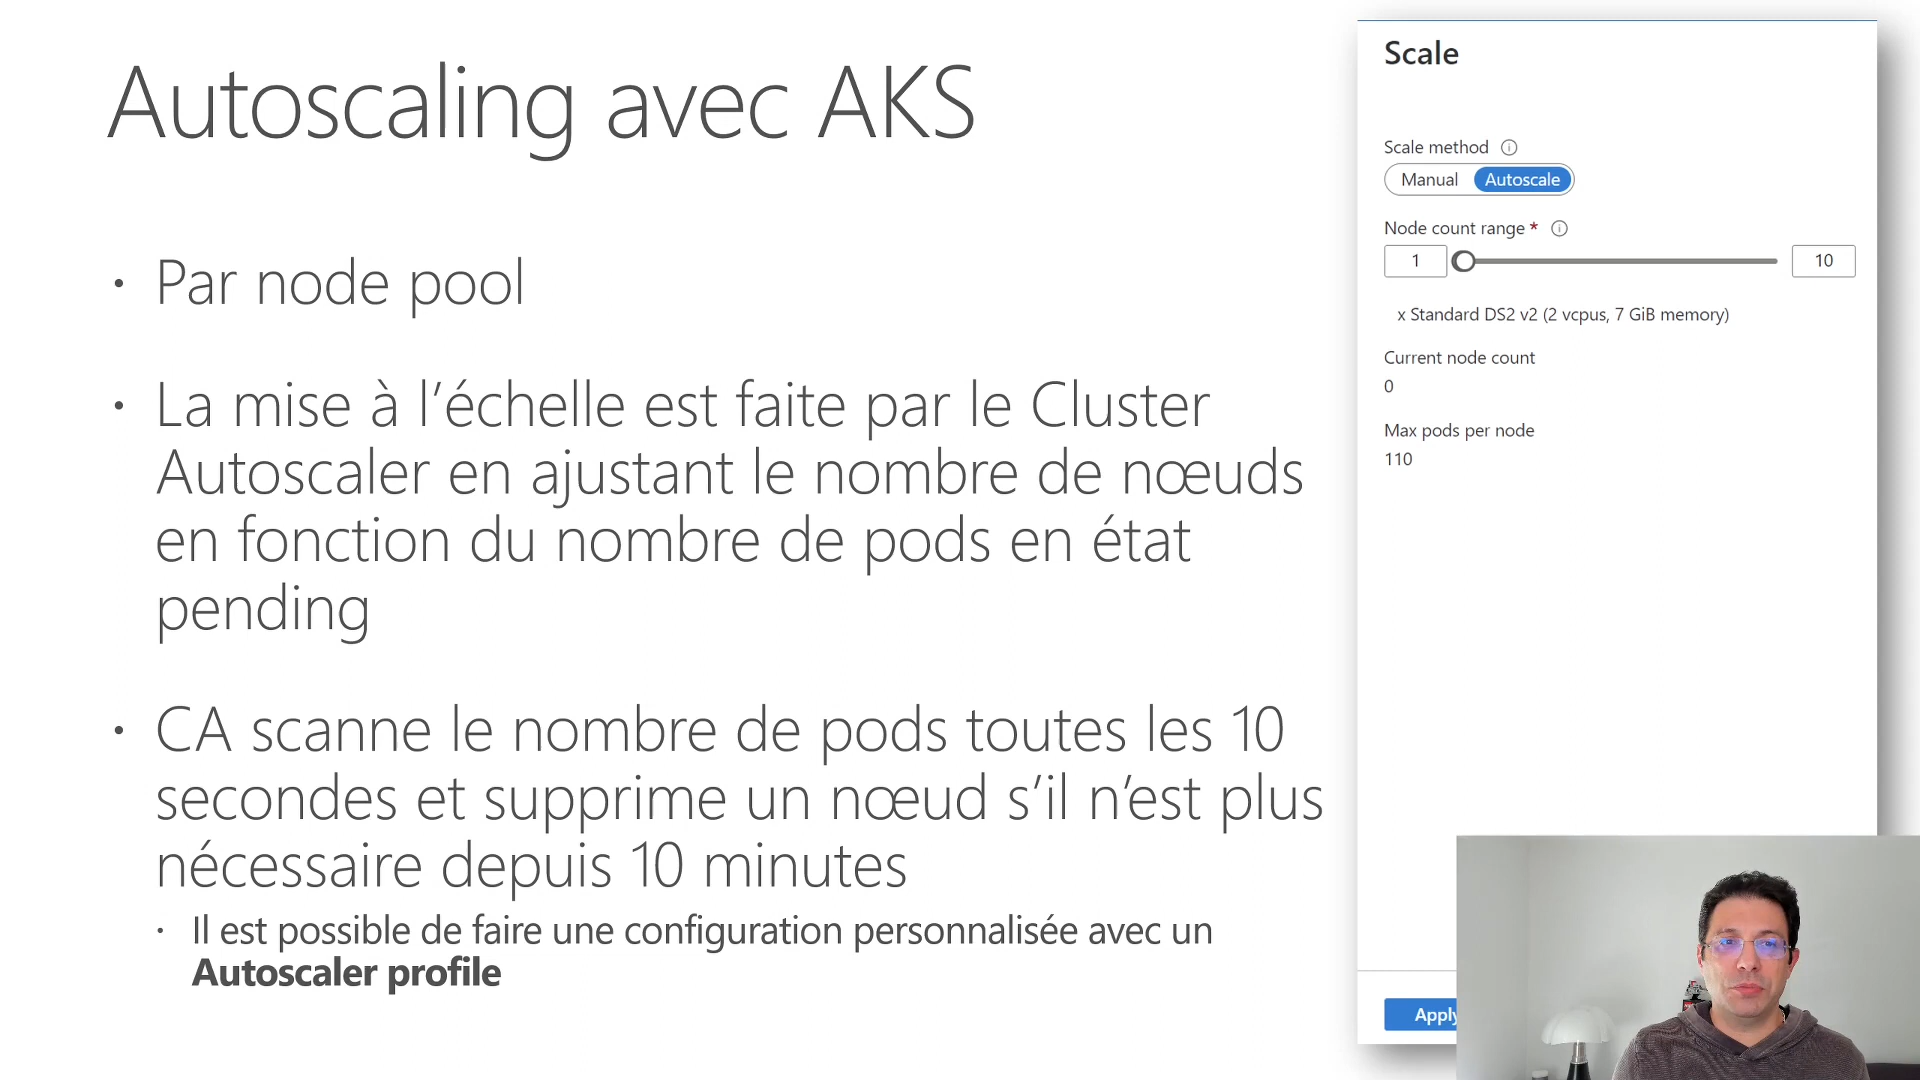 Autoscaling avec AKS
• Par node pool
• La mise à l’échelle est faite par le Cluster
Autoscaler en ajustant le nombre de nœuds
en fonction du nombre de pods en état
pending
• CA scanne le nombre de pods toutes les 10
secondes et supprime un nœud s’il n’est plus
nécessaire depuis 10 minutes
• Il est possible de faire une configuration personnalisée avec un
Autoscaler profile
Scale
Scale method
Manual Autoscale
Node count range *
1 10
x Standard DS2 v2 (2 vcpus, 7 GiB memory)
Current node count
0
Max pods per node
110
Apply